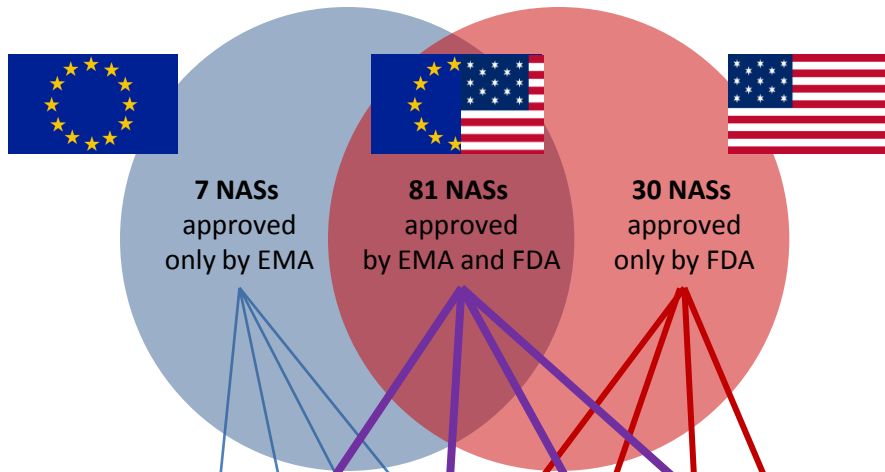 7 NASs
approved
only by EMA
81 NASs
approved
by EMA and FDA
30 NASs
approved
only by FDA